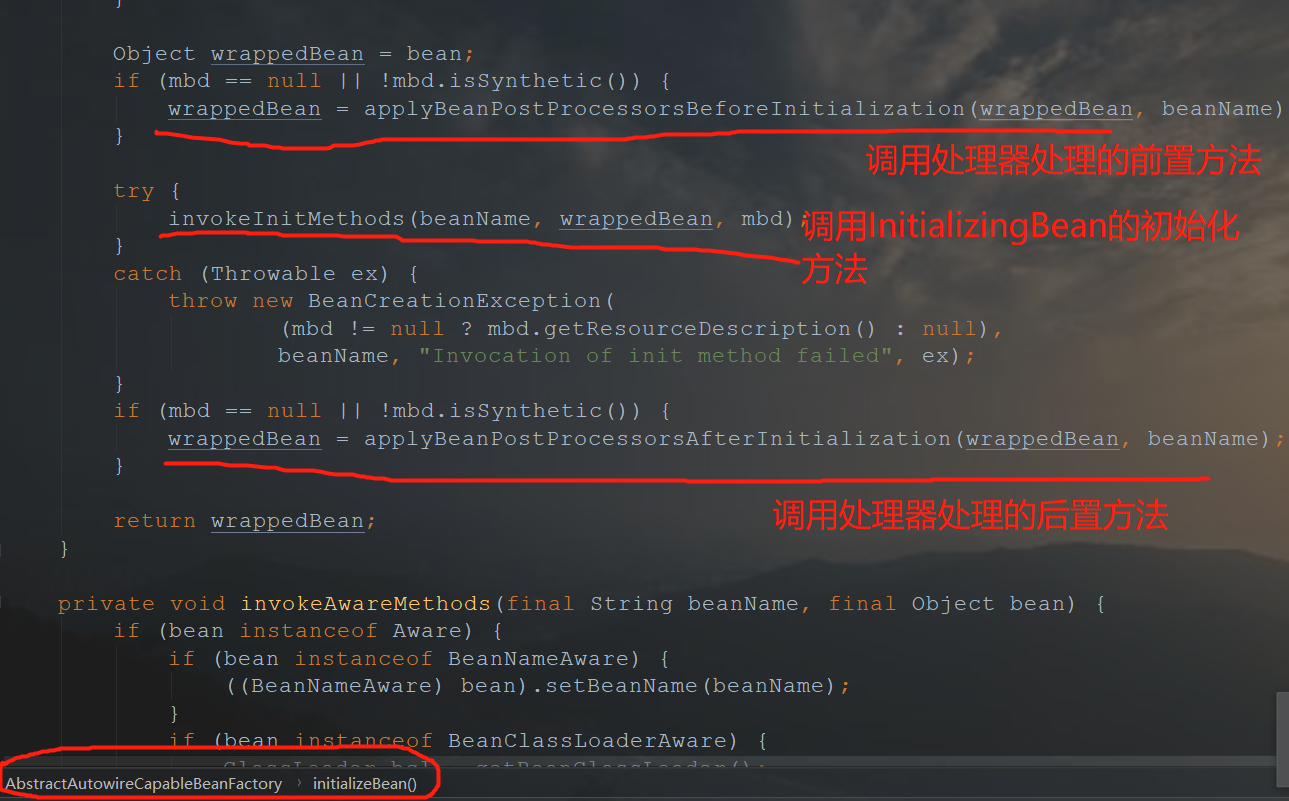 }
Object wrappedBean = bean;
if (mbd == null || !mbd.isSynthetic()) {
wrappedBean = applyBeanPostProcessorsBeforeInitialization(wrappedBean, beanName)
}
调用处理器处理的前置方法
try {
invokeInitMethods(beanName, wrappedBean, mbd);
调用InitializingBean的初始化
方法
}
catch (Throwable ex) {
throw new BeanCreationException(
(mbd != null ? mbd.getResourceDescription() : null),
beanName, "Invocation of init method failed", ex);
}
if (mbd == null || !mbd.isSynthetic()) {
wrappedBean = applyBeanPostProcessorsAfterInitialization(wrappedBean, beanName);
}
调用处理器处理的后置方法
return wrappedBean;
}
private void invokeAwareMethods(final String beanName, final Object bean) {
if (bean instanceof Aware) {
if (bean instanceof BeanNameAware) {
((BeanNameAware) bean).setBeanName(beanName);
}
if (bean instanceof BeanClassLoaderAware) {
ClassLoader bcl = getBeanClassLoader();
AbstractAutowireCapableBeanFactory › initializeBean()